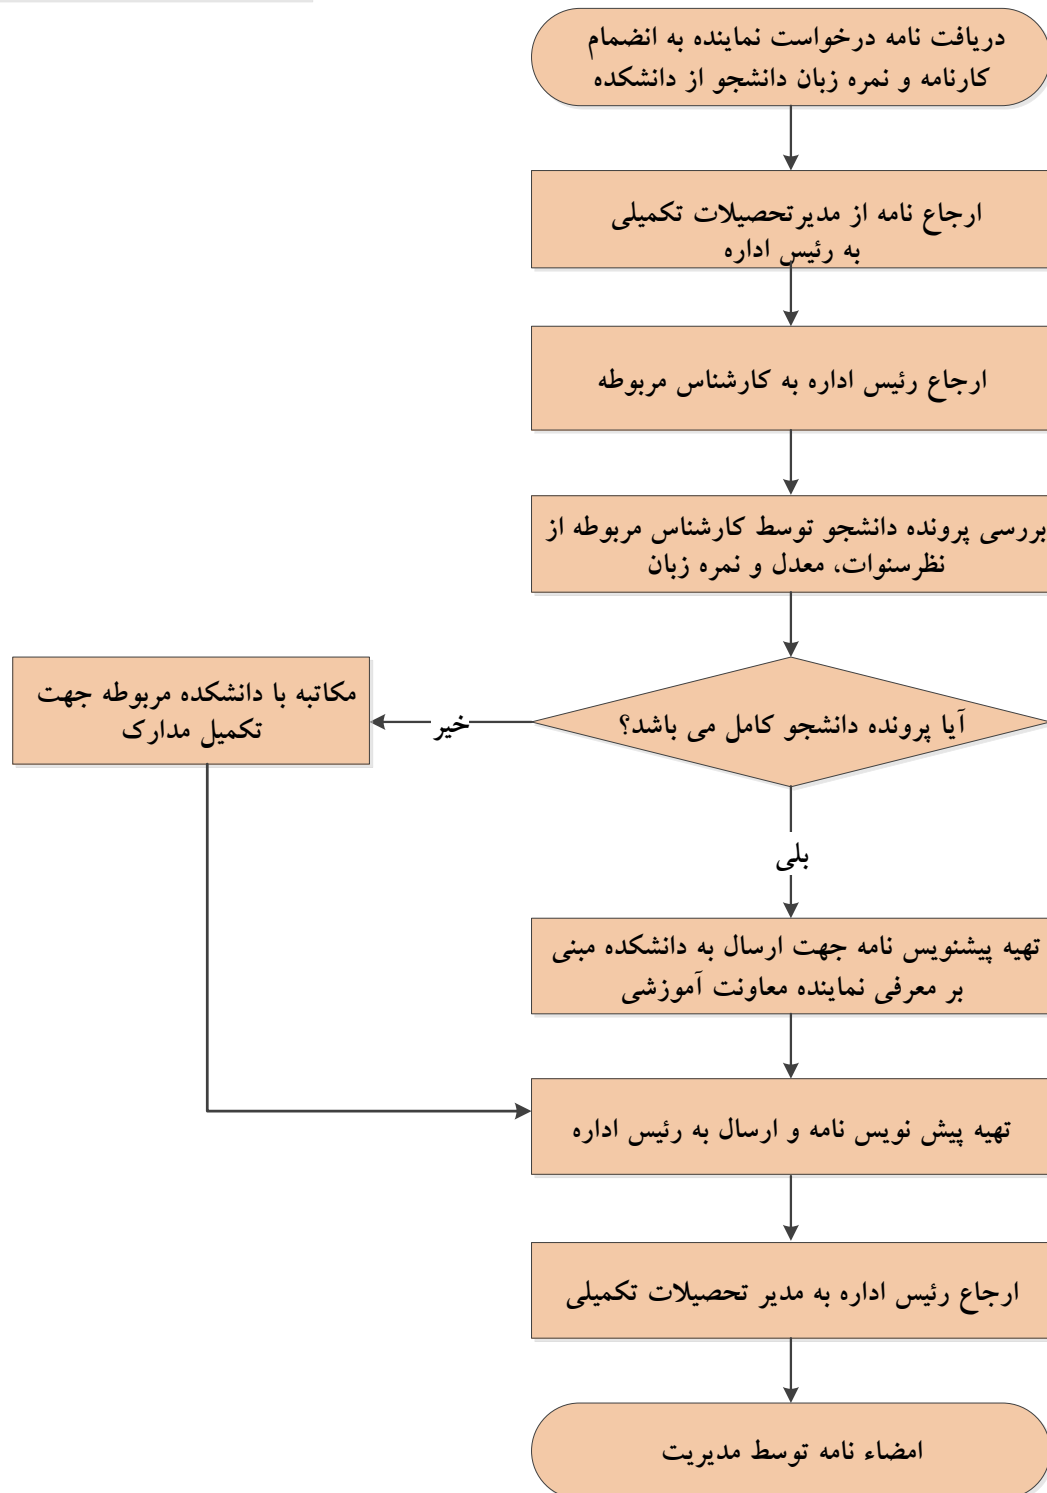 دریافت نامه درخواست نماینده به انضمام
کارنامه و نمره زبان دانشجو از دانشکده
ارجاع نامه از مدیرتحصیلات تکمیلی
به رئیس اداره
ارجاع رئیس اداره به کارشناس مربوطه
بررسی پرونده دانشجو توسط کارشناس مربوطه از
نظرسنوات، معدل و نمره زبان
آیا پرونده دانشجو کامل می باشد؟
خیر
مکاتبه با دانشکده مربوطه جهت
تکمیل مدارک
بلی
تهیه پیشنویس نامه جهت ارسال به دانشکده مبنی
بر معرفی نماینده معاونت آموزشی
تهیه پیش نویس نامه و ارسال به رئیس اداره
ارجاع رئیس اداره به مدیر تحصیلات تکمیلی
امضاء نامه توسط مدیریت